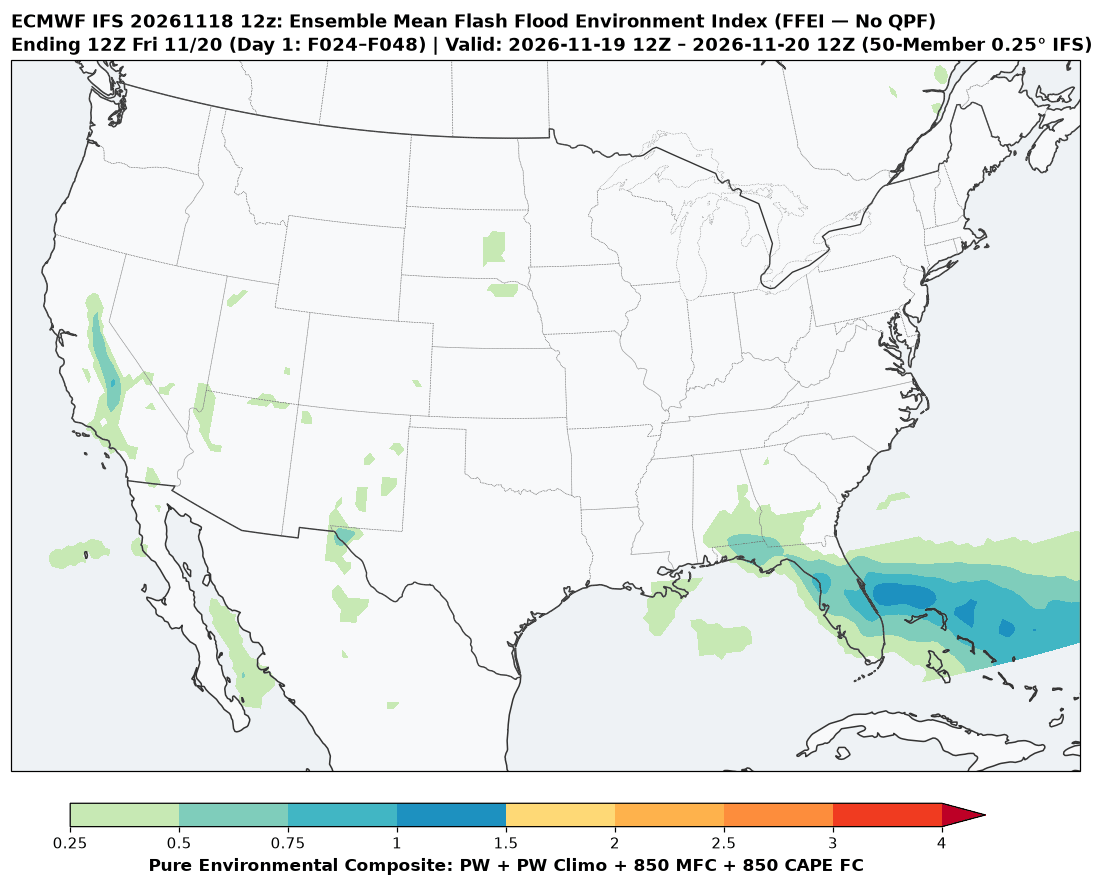 ECMWF IFS 20261118 12z: Ensemble Mean Flash Flood Environment Index (FFEI — No QPF)
Ending 12Z Fri 11/20 (Day 1: F024–F048) | Valid: 2026-11-19 12Z – 2026-11-20 12Z (50-Member 0.25° IFS)
0.25 0.5 0.75 1 1.5 2 2.5 3 4
Pure Environmental Composite: PW + PW Climo + 850 MFC + 850 CAPE FC